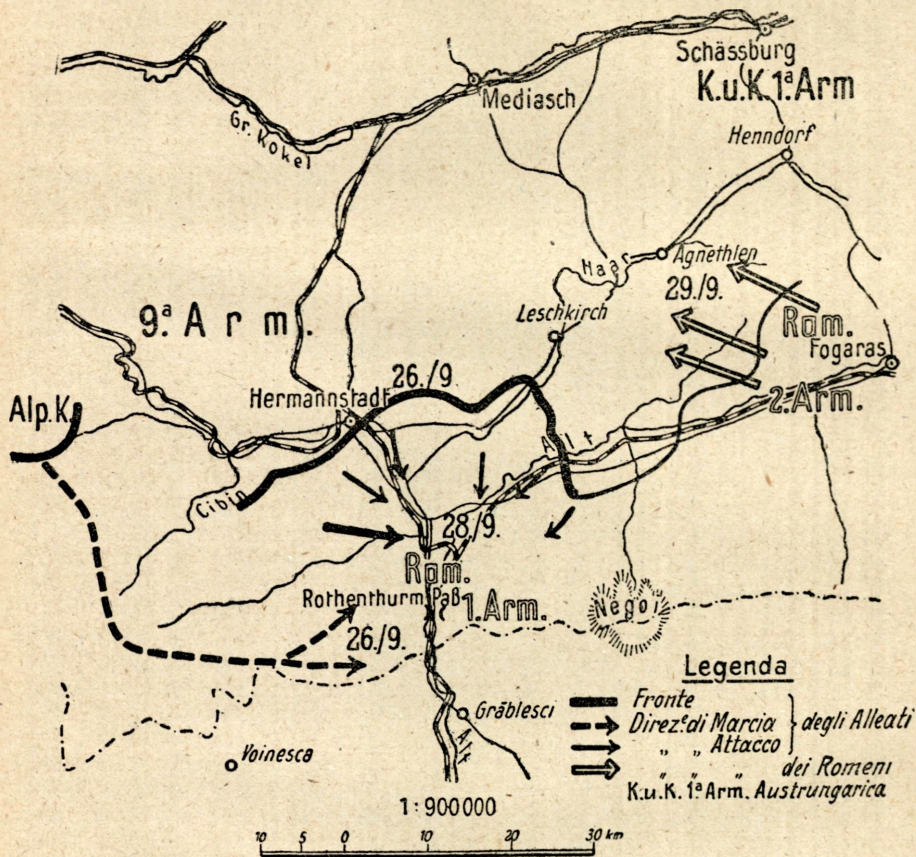 Schässburg
K.u.K.1ª.Arm
Mediasch
Gr. Kokel
Henndorf
Agnethlen
Haar
29./9.
9.ª Arm.
Leschkirch
Rom.
Fogaras
26./9
Hermannstadt
Alp.K.
2.Arm.
Alt
Cibin
28./9.
Rom.
Rothenthurm Paß
1.Arm.
Negoi
26./9.
Legenda
Fronte
Direz.e di Marcia
degli Alleati
„ „ Attacco
„ „ „ dei Romeni
K.u.K. 1ª Arm. Austrungarica
Gräblesci
Alt
Voinesca
1:900000
10 5 0 10 20 30 km